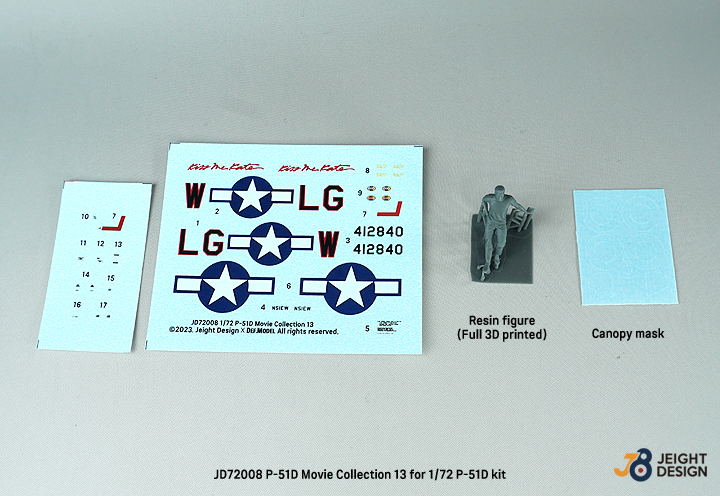 10 7
11 12 13
14 15
16 17
Kiss Me Kate Kiss Me Kate 8
W 2 LG 9
1 7
LG W 3 412840
412840
6
4 NSIEW NSIEW
JD72008 1/72 P-51D Movie Collection 13
©2023. Jeight Design X DEF.MODEL All rights reserved. 5
Resin figure
(Full 3D printed)
Canopy mask
JD72008 P-51D Movie Collection 13 for 1/72 P-51D kit
J8 JEIGHT
DESIGN